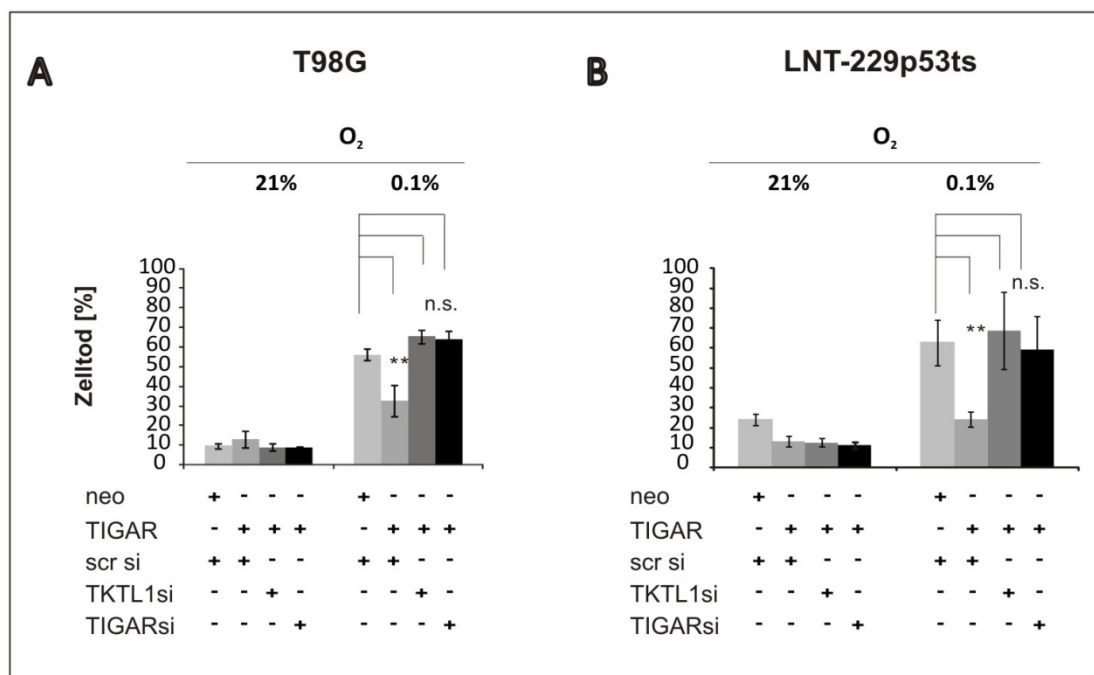 A T98G
O₂
21% 0.1%
Zelltod [%]
100
90
80
70
60
50
40
30
20
10
0
**
n.s.
neo + - - - + - - -
TIGAR - + + + - + + +
scr si + + - - + + - -
TKTL1si - - + - - - + -
TIGARsi - - - + - - - +
B LNT-229p53ts
O₂
21% 0.1%
100
90
80
70
60
50
40
30
20
10
0
**
n.s.
neo + - - - + - - -
TIGAR - + + + - + + +
scr si + + - - + + - -
TKTL1si - - + - - - + -
TIGARsi - - - + - - - +